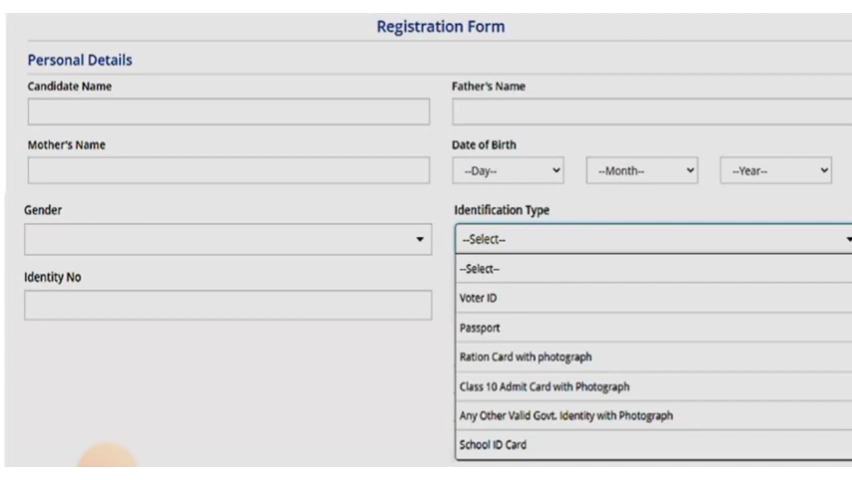 Registration Form
Personal Details
Candidate Name
Father's Name
Mother's Name
Date of Birth
--Day--
--Month--
--Year--
Gender
Identification Type
--Select--
--Select--
Identity No
Voter ID
Passport
Ration Card with photograph
Class 10 Admit Card with Photograph
Any Other Valid Govt. Identity with Photograph
School ID Card